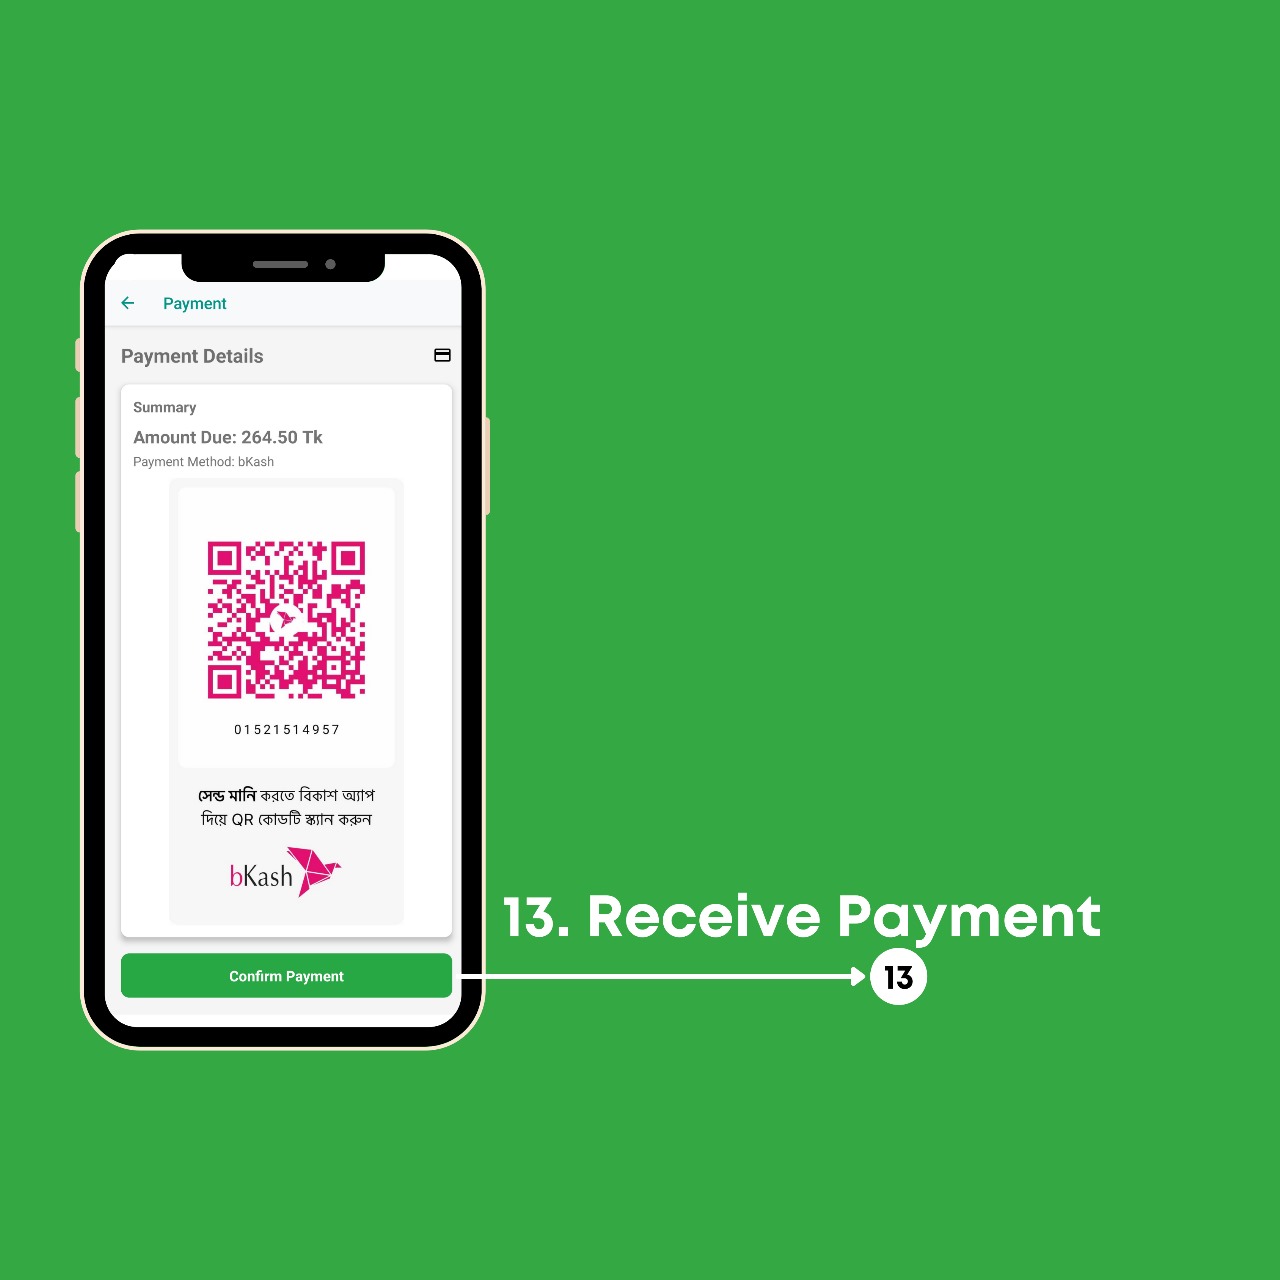 Payment
Payment Details
Summary
Amount Due: 264.50 Tk
Payment Method: bKash
01521514957
সেন্ড মানি করতে বিকাশ অ্যাপ
দিয়ে QR কোডটি স্ক্যান করুন
bKash
13. Receive Payment
Confirm Payment
13